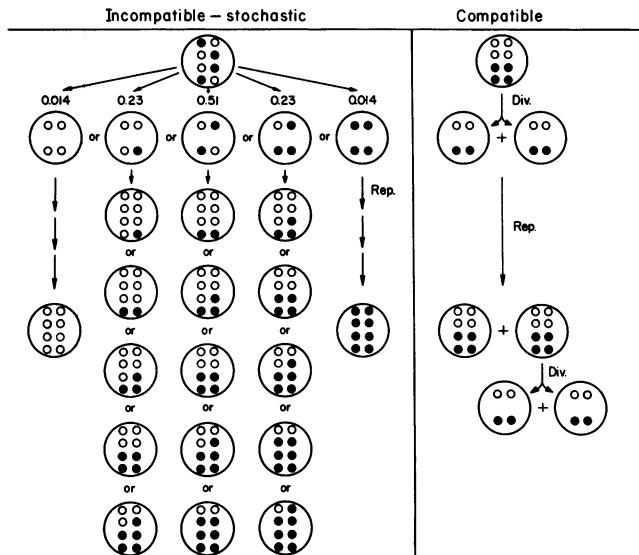 Incompatible – stochastic
Compatible
0.014 0.23 0.51 0.23 0.014
or or or or
Div.
+
Rep.
Rep.
or or or
or or or
+
Div.
or or or
+
or or or